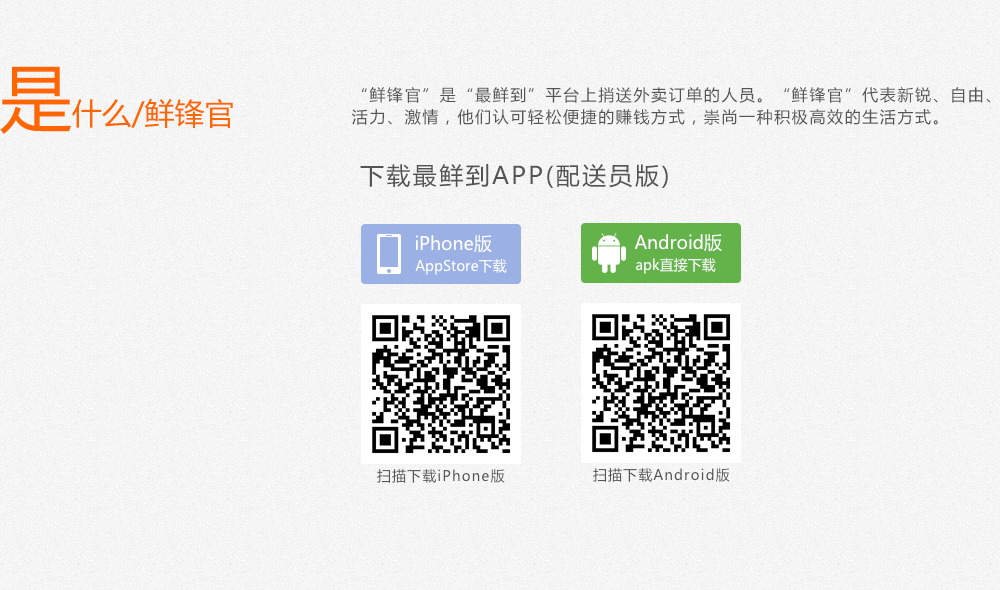 是什么/鲜锋官
“鲜锋官”是“最鲜到”平台上捎送外卖订单的人员。“鲜锋官”代表新锐、自由、
活力、激情，他们认可轻松便捷的赚钱方式，崇尚一种积极高效的生活方式。
下载最鲜到APP(配送员版)
iPhone版
AppStore下载
Android版
apk直接下载
扫描下载iPhone版
扫描下载Android版